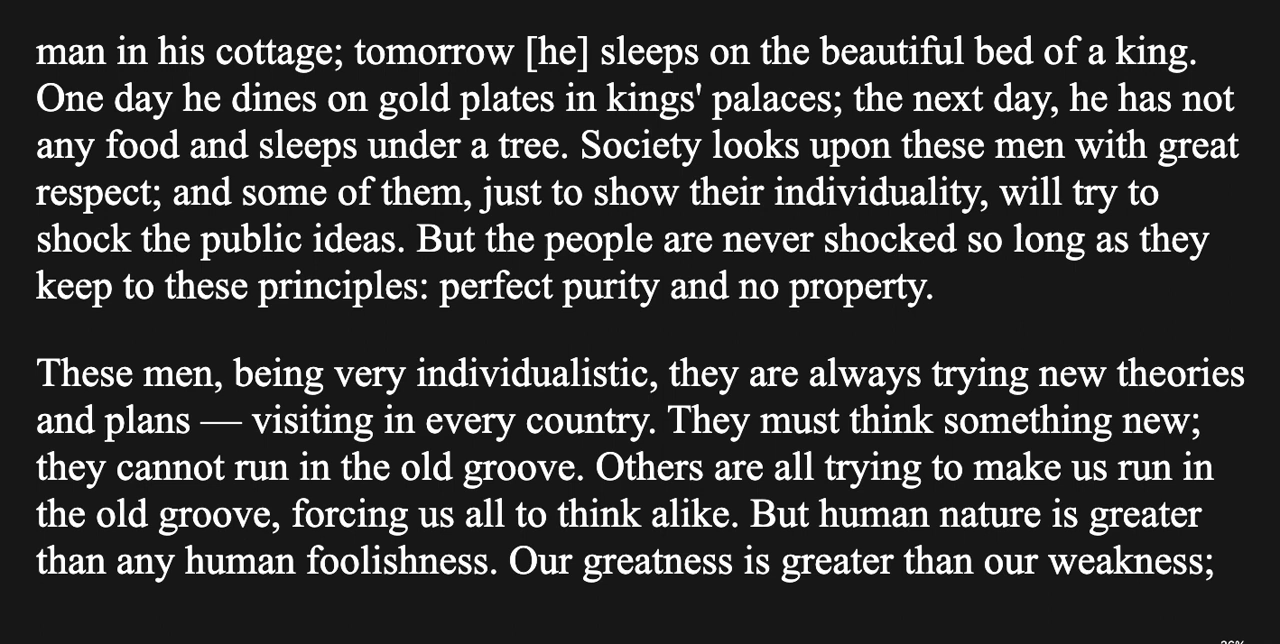 man in his cottage; tomorrow [he] sleeps on the beautiful bed of a king.
One day he dines on gold plates in kings' palaces; the next day, he has not
any food and sleeps under a tree. Society looks upon these men with great
respect; and some of them, just to show their individuality, will try to
shock the public ideas. But the people are never shocked so long as they
keep to these principles: perfect purity and no property.
These men, being very individualistic, they are always trying new theories
and plans — visiting in every country. They must think something new;
they cannot run in the old groove. Others are all trying to make us run in
the old groove, forcing us all to think alike. But human nature is greater
than any human foolishness. Our greatness is greater than our weakness;